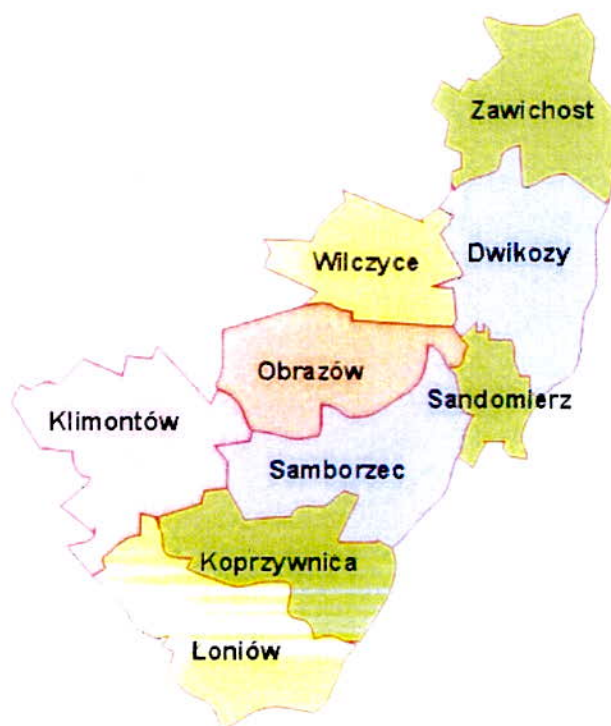 Zawichost
Dwikozy
Wilczyce
Obrazów
Sandomierz
Klimontów
Samborzec
Koprzywnica
Łoniów